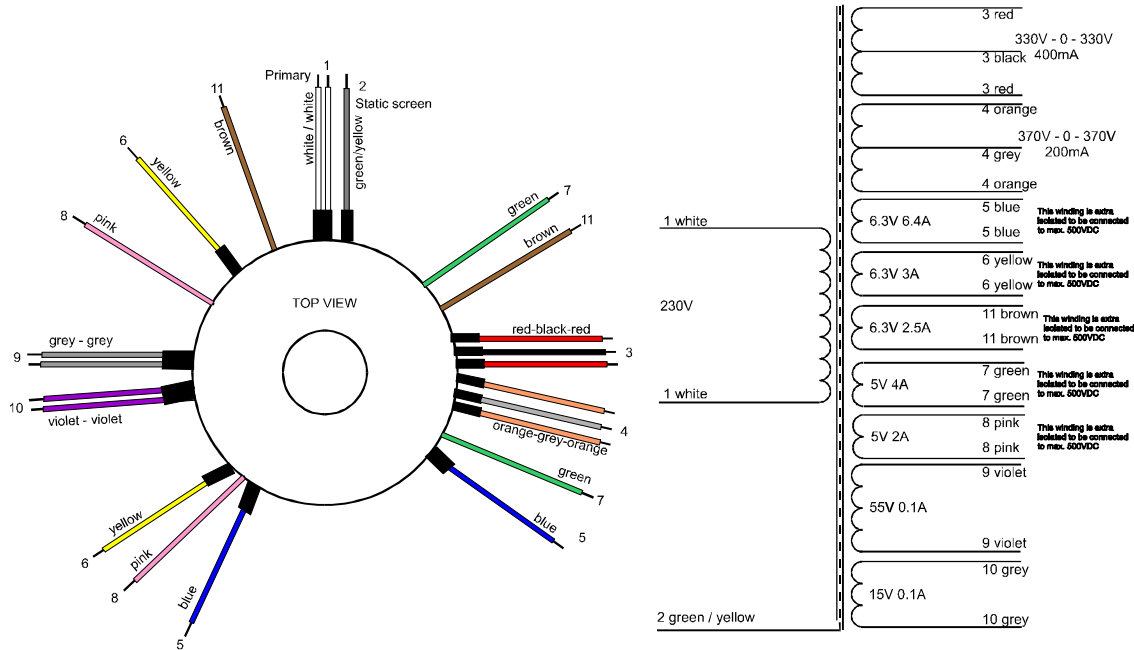 1
Primary
2
Static screen
white / white
green/yellow
11
brown
6
yellow
8
pink
green
7
brown
11
TOP VIEW
grey - grey
9
violet - violet
10
red-black-red
3
orange-grey-orange
4
green
7
blue
5
yellow
6
pink
8
blue
5
1 white
230V
1 white
2 green / yellow
3 red
330V - 0 - 330V
3 black
400mA
3 red
4 orange
370V - 0 - 370V
4 grey
200mA
4 orange
5 blue
6.3V 6.4A
5 blue
This winding is extra
isolated to be connected
to max. 500VDC
6 yellow
6.3V 3A
6 yellow
This winding is extra
isolated to be connected
to max. 500VDC
11 brown
6.3V 2.5A
11 brown
This winding is extra
isolated to be connected
to max. 500VDC
7 green
5V 4A
7 green
This winding is extra
isolated to be connected
to max. 500VDC
8 pink
5V 2A
8 pink
This winding is extra
isolated to be connected
to max. 500VDC
9 violet
55V 0.1A
9 violet
10 grey
15V 0.1A
10 grey